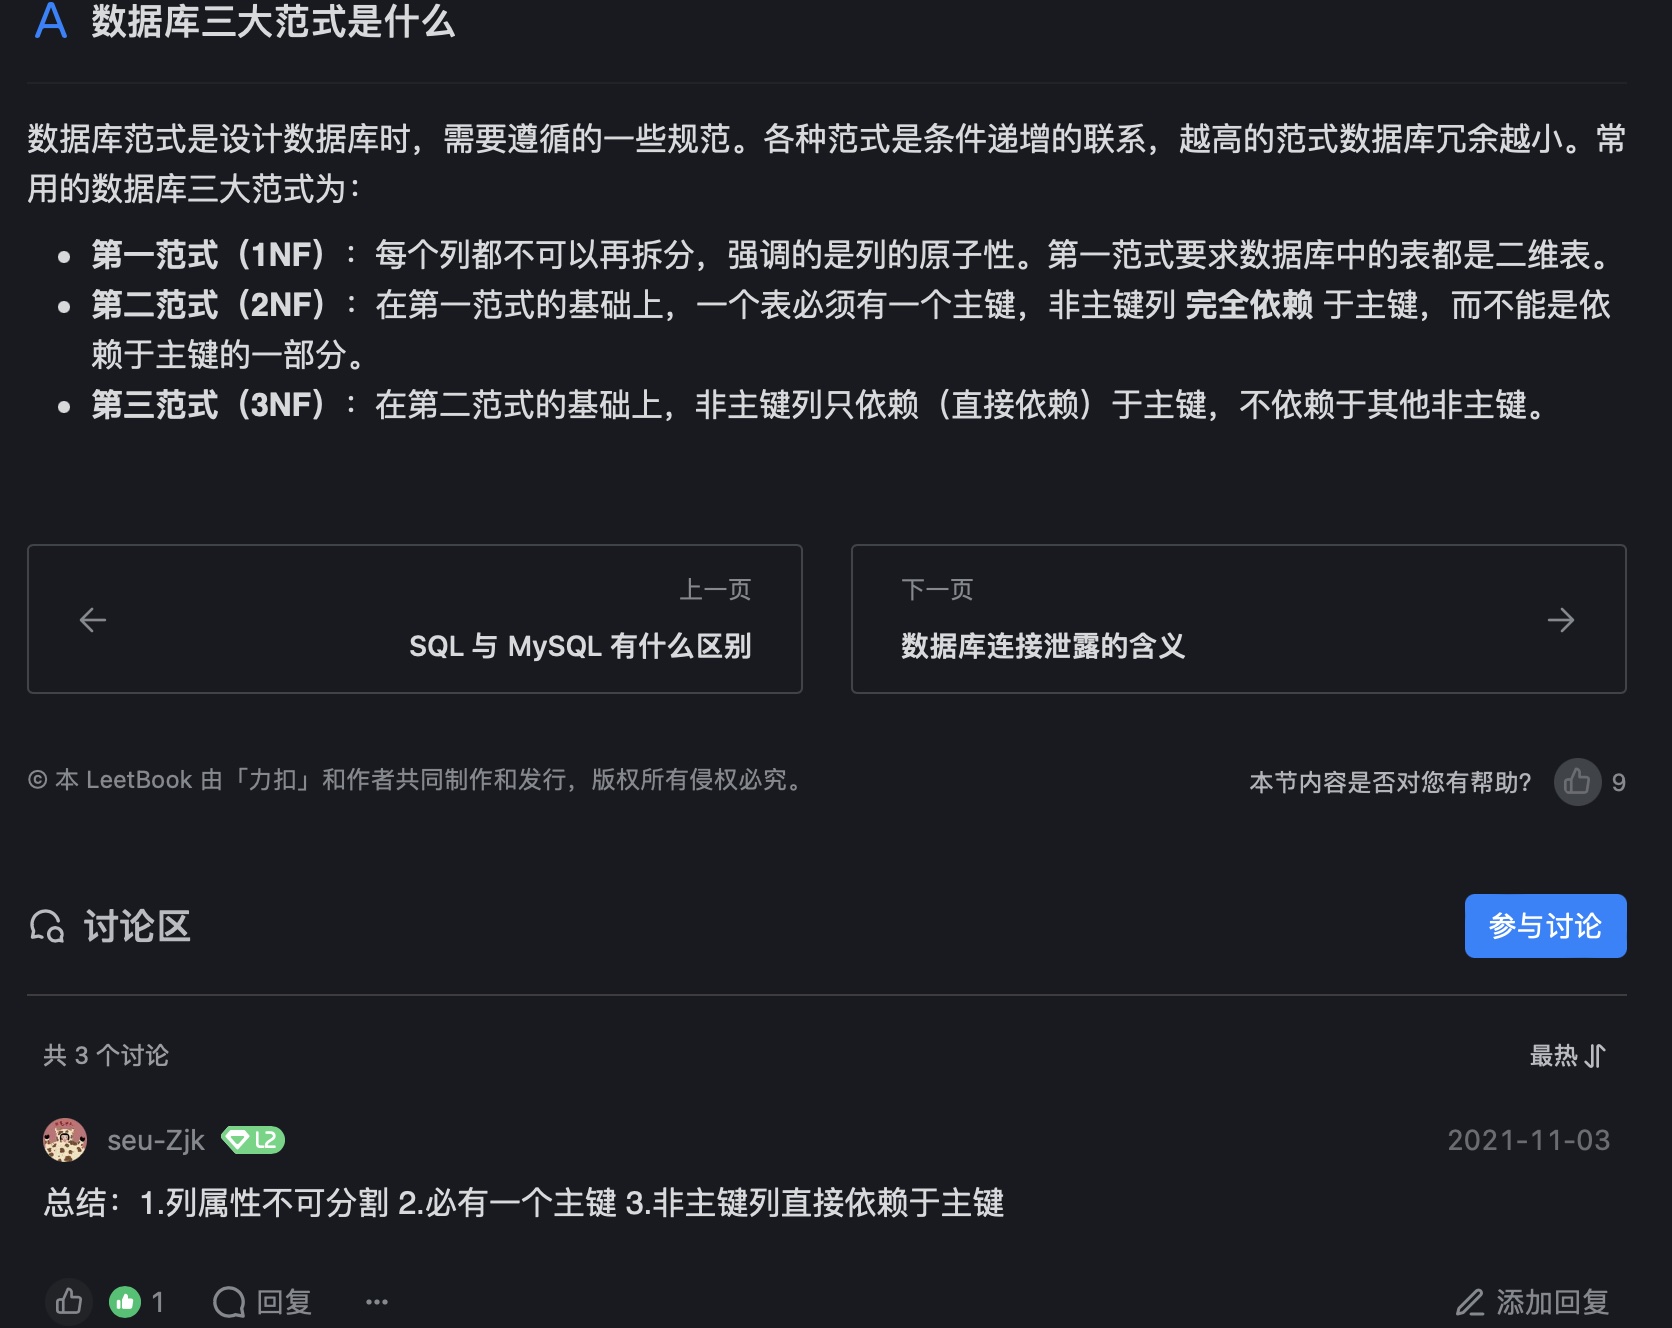 A 数据库三大范式是什么
数据库范式是设计数据库时，需要遵循的一些规范。各种范式是条件递增的联系，越高的范式数据库冗余越小。常
用的数据库三大范式为：
• 第一范式（1NF）：每个列都不可以再拆分，强调的是列的原子性。第一范式要求数据库中的表都是二维表。
• 第二范式（2NF）：在第一范式的基础上，一个表必须有一个主键，非主键列 完全依赖 于主键，而不能是依
赖于主键的一部分。
• 第三范式（3NF）：在第二范式的基础上，非主键列只依赖（直接依赖）于主键，不依赖于其他非主键。
上一页
SQL 与 MySQL 有什么区别
下一页
数据库连接泄露的含义
© 本 LeetBook 由「力扣」和作者共同制作和发行，版权所有侵权必究。
本节内容是否对您有帮助? 9
讨论区
参与讨论
共 3 个讨论
最热
seu-Zjk L2
2021-11-03
总结：1.列属性不可分割 2.必有一个主键 3.非主键列直接依赖于主键
1 回复 ···
添加回复